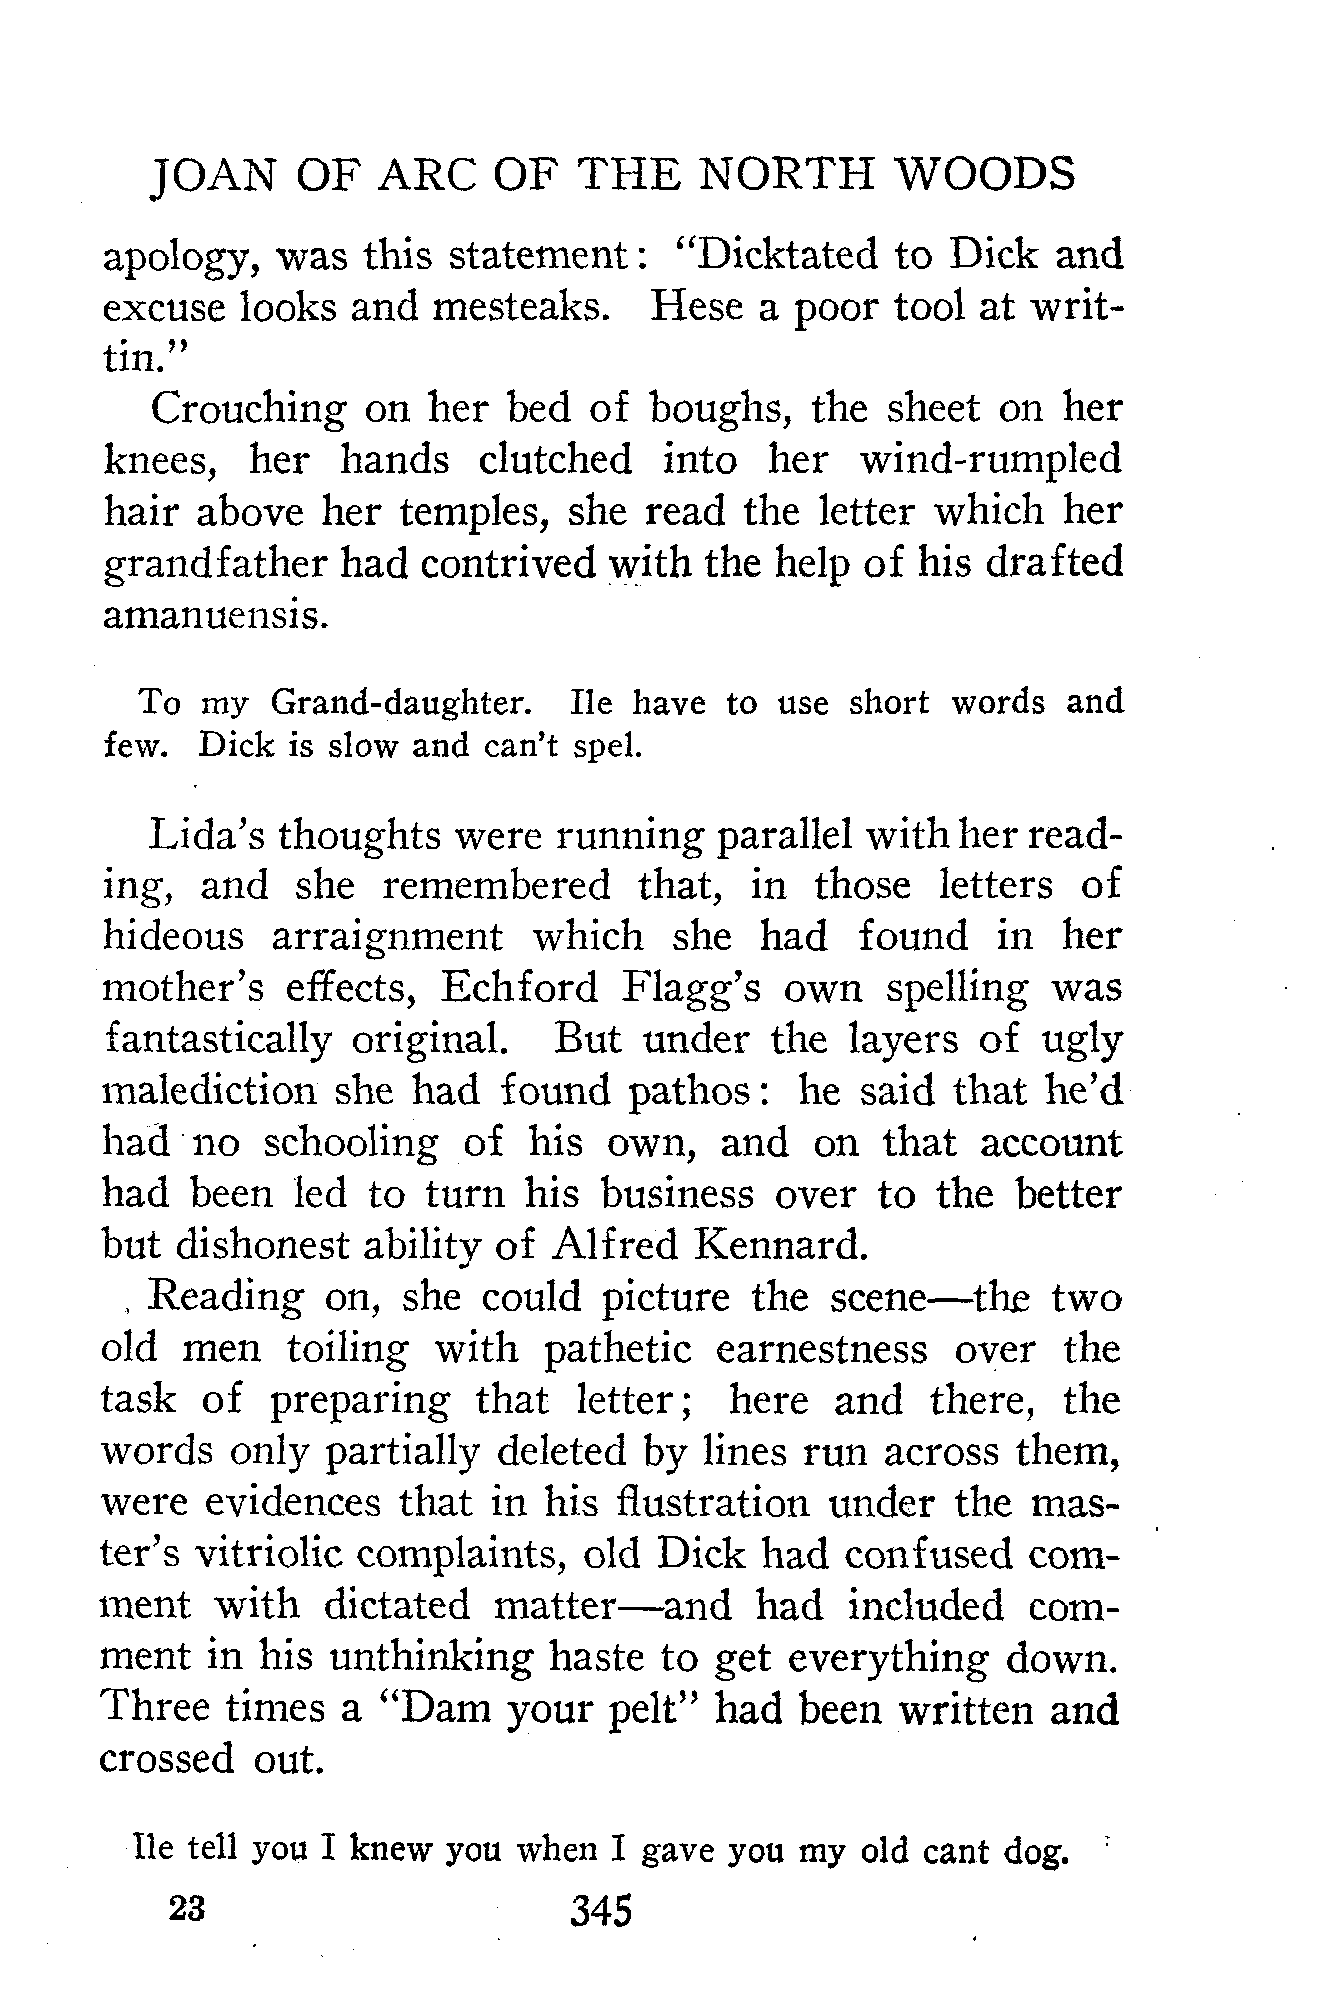 JOAN OF ARC OF THE NORTH WOODS
apology, was this statement: “Dicktated to Dick and
excuse looks and mesteaks. Hese a poor tool at writ-
tin.”
Crouching on her bed of boughs, the sheet on her
knees, her hands clutched into her wind-rumpled
hair above her temples, she read the letter which her
grandfather had contrived with the help of his drafted
amanuensis.
To my Grand-daughter. Ile have to use short words and
few. Dick is slow and can't spel.
Lida’s thoughts were running parallel with her read-
ing, and she remembered that, in those letters of
hideous arraignment which she had found in her
mother’s effects, Echford Flagg’s own spelling was
fantastically original. But under the layers of ugly
malediction she had found pathos: he said that he’d
had no schooling of his own, and on that account
had been led to turn his business over to the better
but dishonest ability of Alfred Kennard.
Reading on, she could picture the scene—the two
old men toiling with pathetic earnestness over the
task of preparing that letter; here and there, the
words only partially deleted by lines run across them,
were evidences that in his flustration under the mas-
ter’s vitriolic complaints, old Dick had confused com-
ment with dictated matter—and had included com-
ment in his unthinking haste to get everything down.
Three times a “Dam your pelt” had been written and
crossed out.
Ile tell you I knew you when I gave you my old cant dog.
23 345